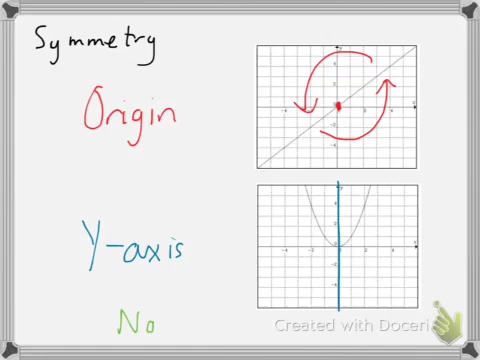 Symmetry
Origin
Y-axis
No
Created with Doceri